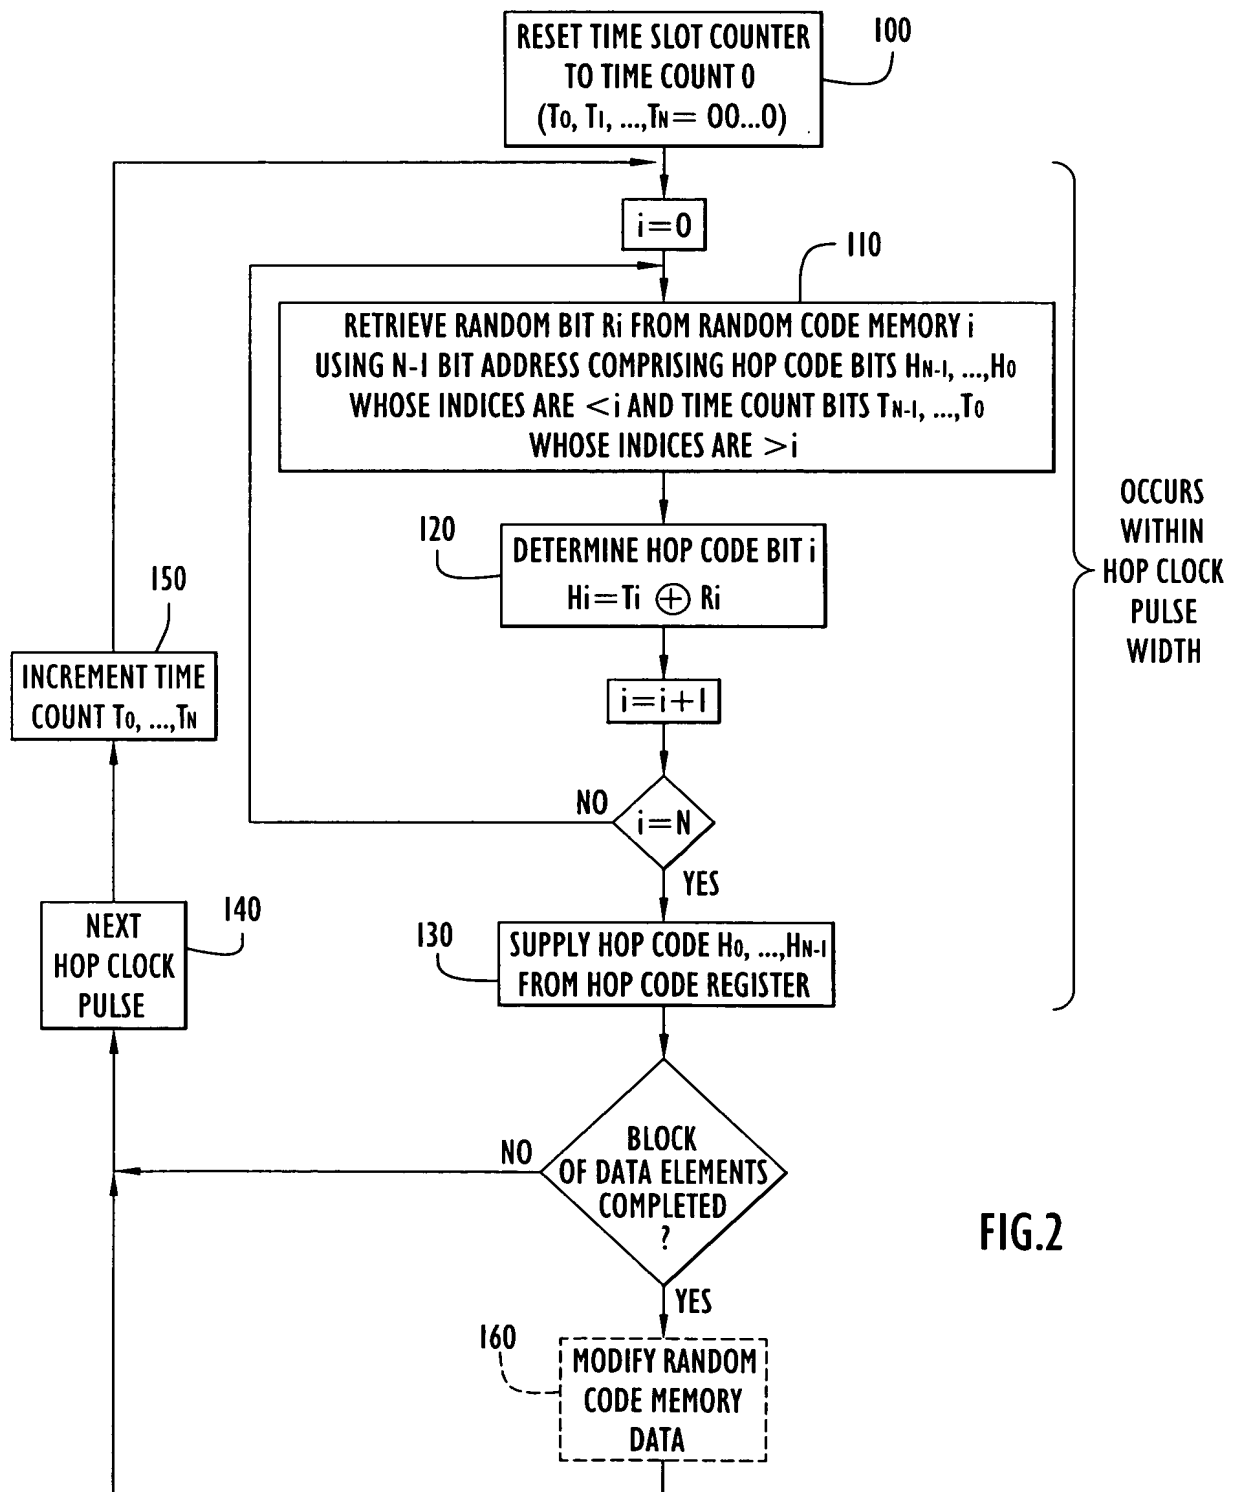 RESET TIME SLOT COUNTER
TO TIME COUNT 0
(T0, T1, ...,TN= 00...0)
100
i=0
110
RETRIEVE RANDOM BIT Ri FROM RANDOM CODE MEMORY i
USING N-1 BIT ADDRESS COMPRISING HOP CODE BITS HN-1, ...,H0
WHOSE INDICES ARE <i AND TIME COUNT BITS TN-1, ...,T0
WHOSE INDICES ARE >i
120
DETERMINE HOP CODE BIT i
Hi=Ti ⊕ Ri
OCCURS
WITHIN
HOP CLOCK
PULSE
WIDTH
150
INCREMENT TIME
COUNT T0, ...,TN
i=i+1
NO
i=N
YES
140
NEXT
HOP CLOCK
PULSE
130
SUPPLY HOP CODE H0, ...,HN-1
FROM HOP CODE REGISTER
NO
BLOCK
OF DATA ELEMENTS
COMPLETED
?
FIG.2
YES
160
MODIFY RANDOM
CODE MEMORY
DATA